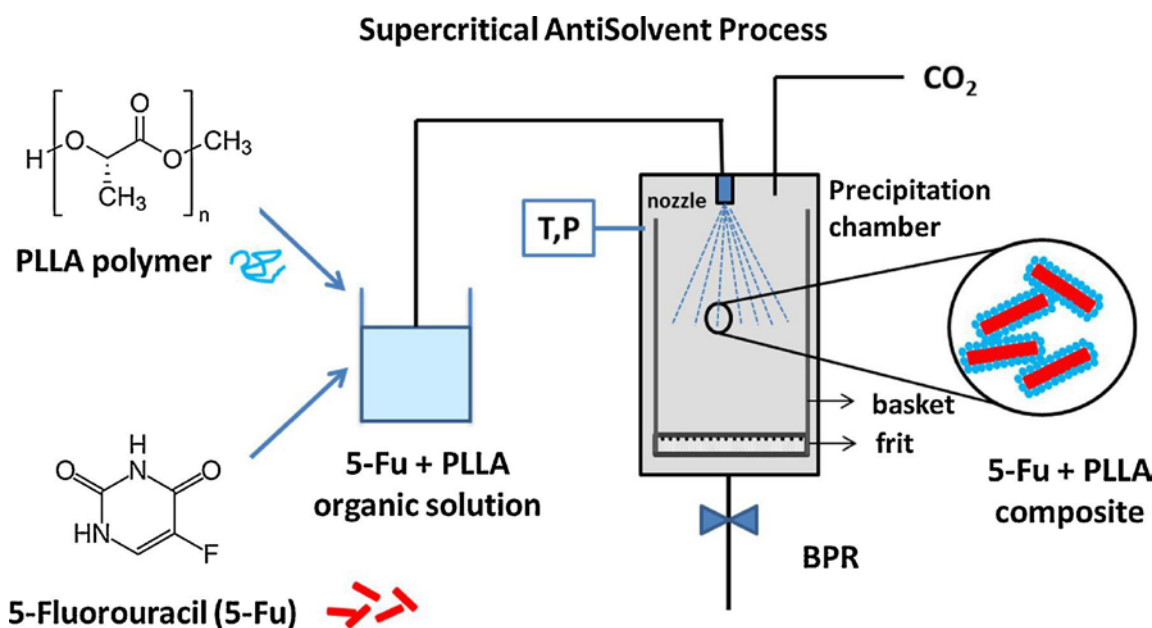 Supercritical AntiSolvent Process
CO2
H
O
O
O
CH3
CH3
n
PLLA polymer
nozzle
T,P
Precipitation
chamber
basket
frit
5-Fu + PLLA
organic solution
5-Fu + PLLA
composite
BPR
H
O
N
O
HN
F
5-Fluorouracil (5-Fu)